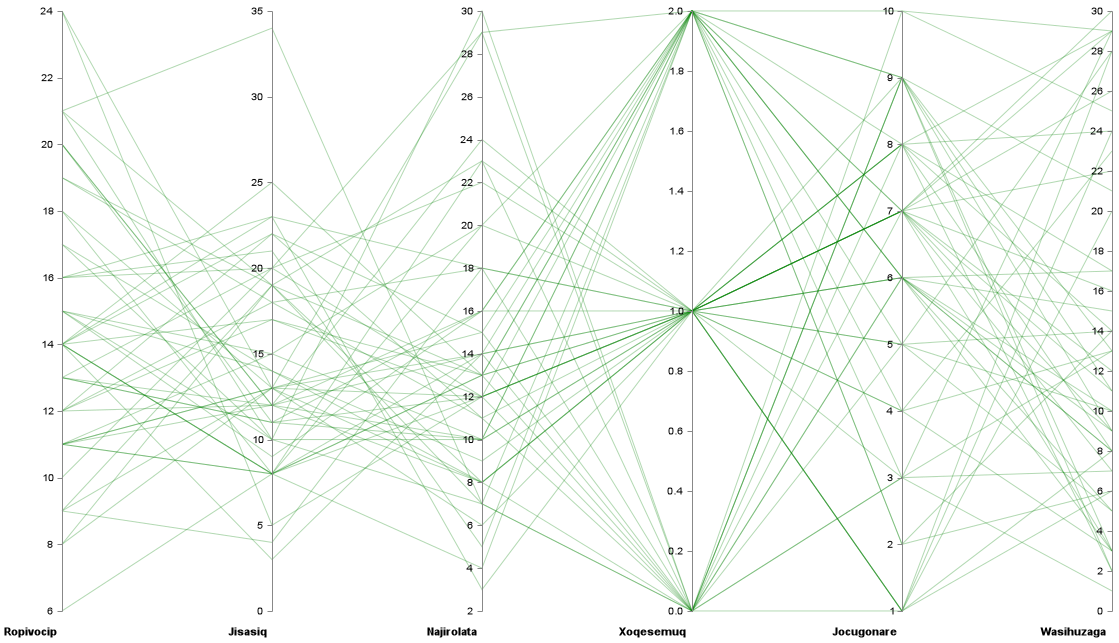 24 35 30 2.0 10 30
22 28 1.8 9 28
30 26 26
20 24 1.6 8 24
25 22 22
18 1.4 7 20
20 20 18
16 18 1.2 6 16
16 1.0
14 15 14 0.8 5 14
12 12
12 10 10 0.6 4 10
10 8 0.4 3 8
5 6 6
8 4 0.2 2 4
2
6 0 2 0.0 1 0
Ropivocip Jisasiq Najirolata Xoqesemuq Jocugonare Wasihuzaga